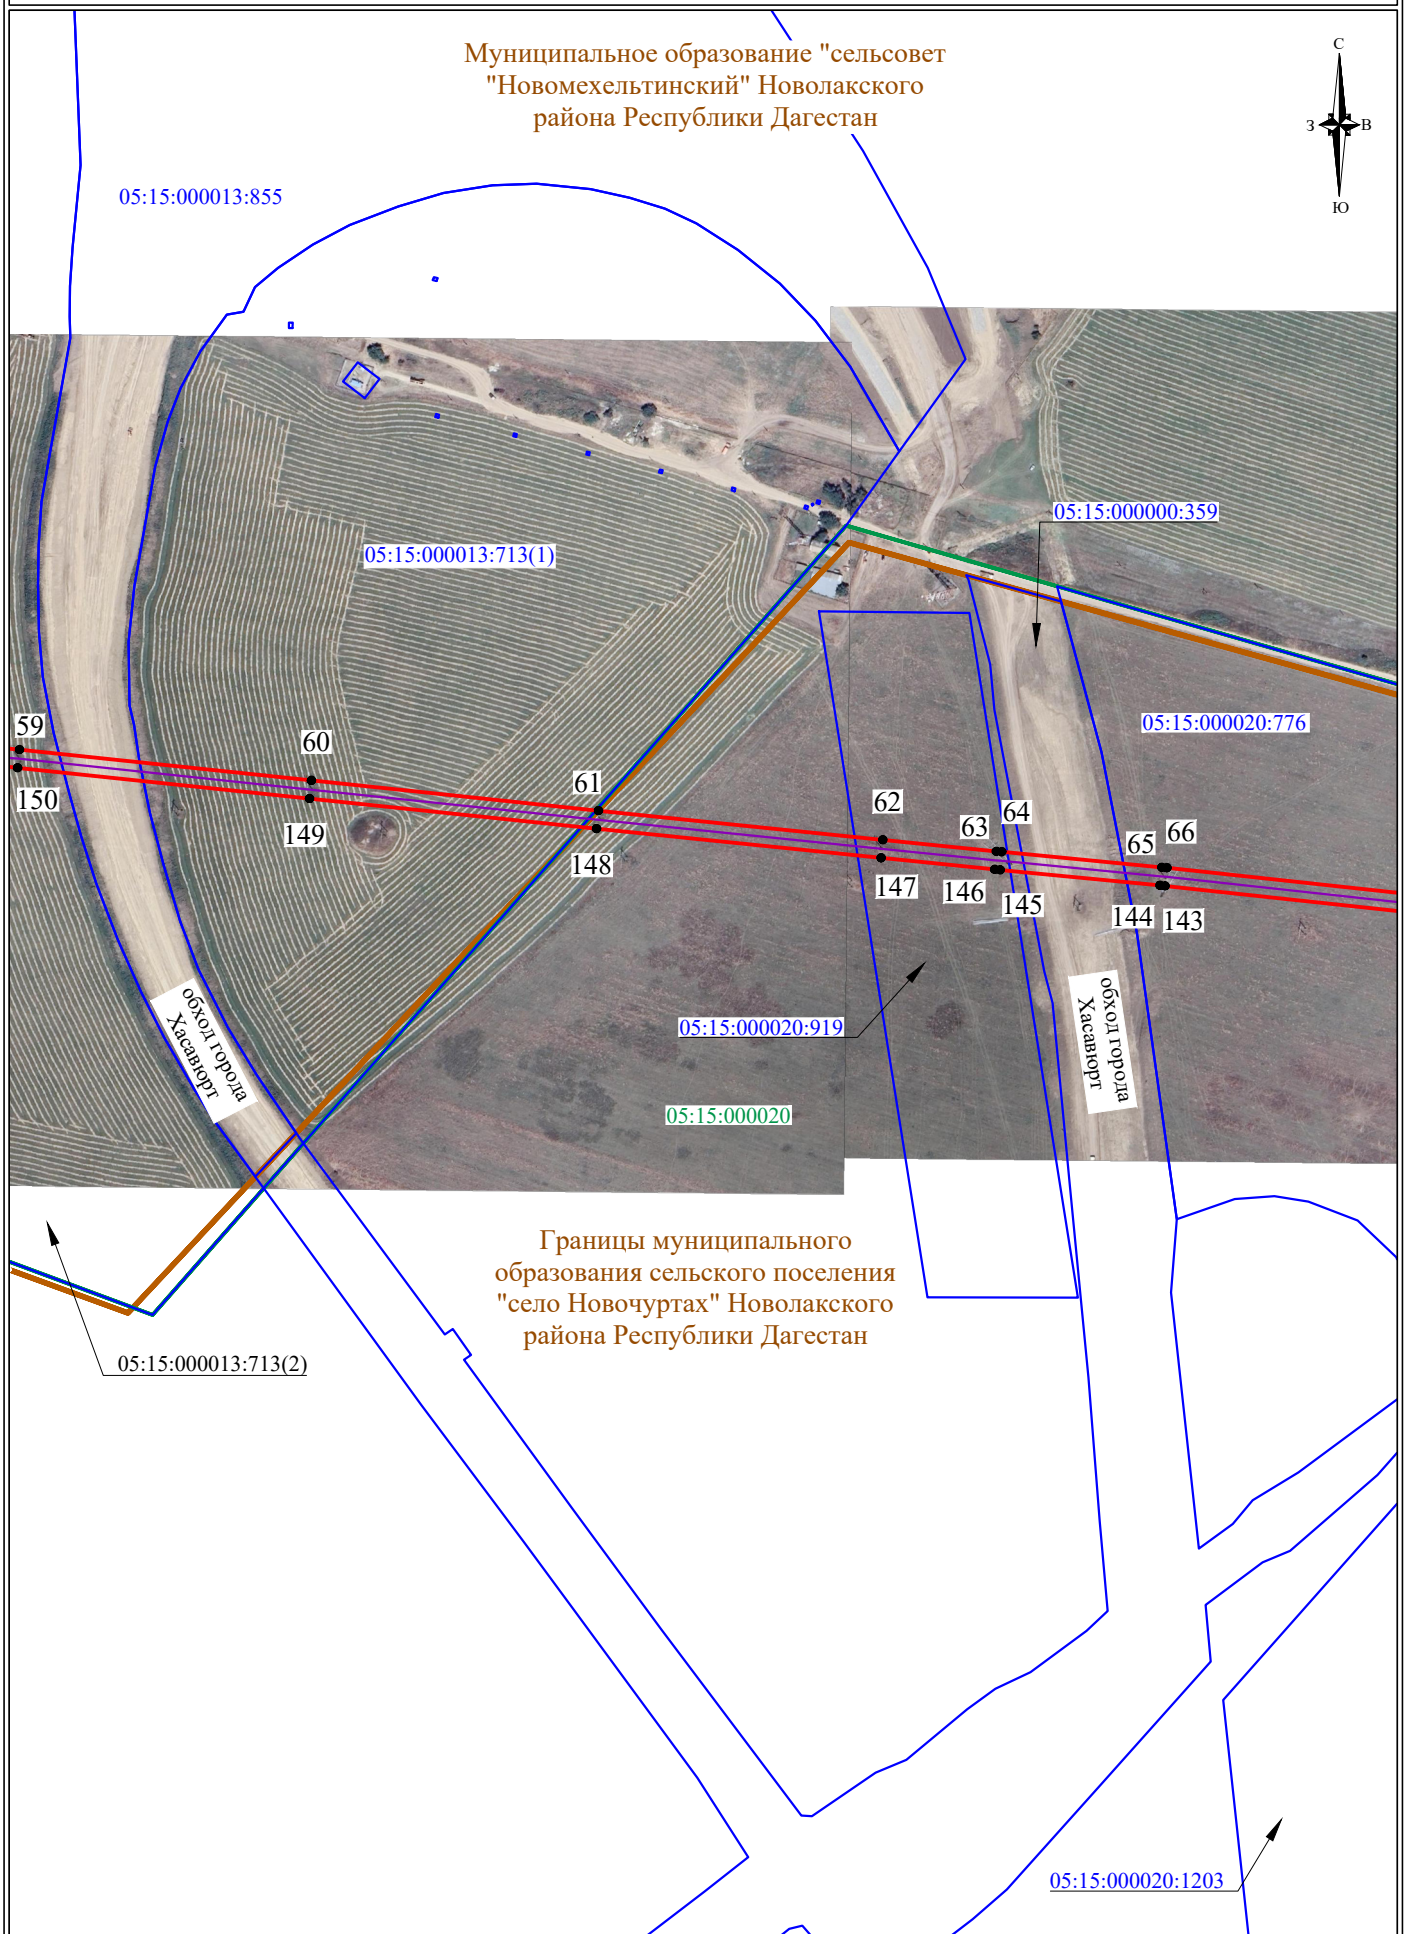 Муниципальное образование "сельсовет
"Новомехельтинский" Новолакского
района Республики Дагестан
С
З
В
Ю
05:15:000013:855
05:15:000000:359
05:15:000013:713(1)
05:15:000020:776
59
60
61
62
63
64
65
66
150
149
148
147
146
145
144
143
обход города
Хасавюрт
обход города
Хасавюрт
05:15:000020:919
05:15:000020
Границы муниципального
образования сельского поселения
"село Новочуртах" Новолакского
района Республики Дагестан
05:15:000013:713(2)
05:15:000020:1203